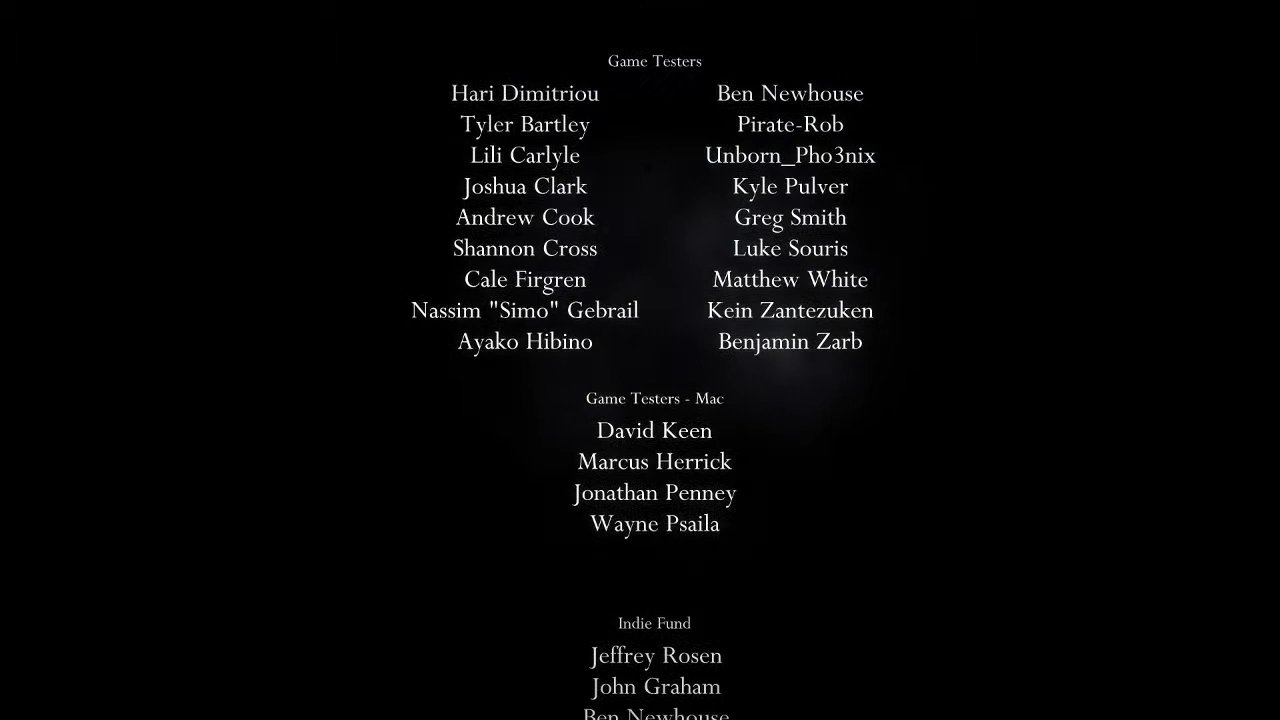 Game Testers
Hari Dimitriou
Tyler Bartley
Lili Carlyle
Joshua Clark
Andrew Cook
Shannon Cross
Cale Firgren
Nassim "Simo" Gebrail
Ayako Hibino
Ben Newhouse
Pirate-Rob
Unborn_Pho3nix
Kyle Pulver
Greg Smith
Luke Souris
Matthew White
Kein Zantezuken
Benjamin Zarb
Game Testers - Mac
David Keen
Marcus Herrick
Jonathan Penney
Wayne Psaila
Indie Fund
Jeffrey Rosen
John Graham
Ben Newhouse